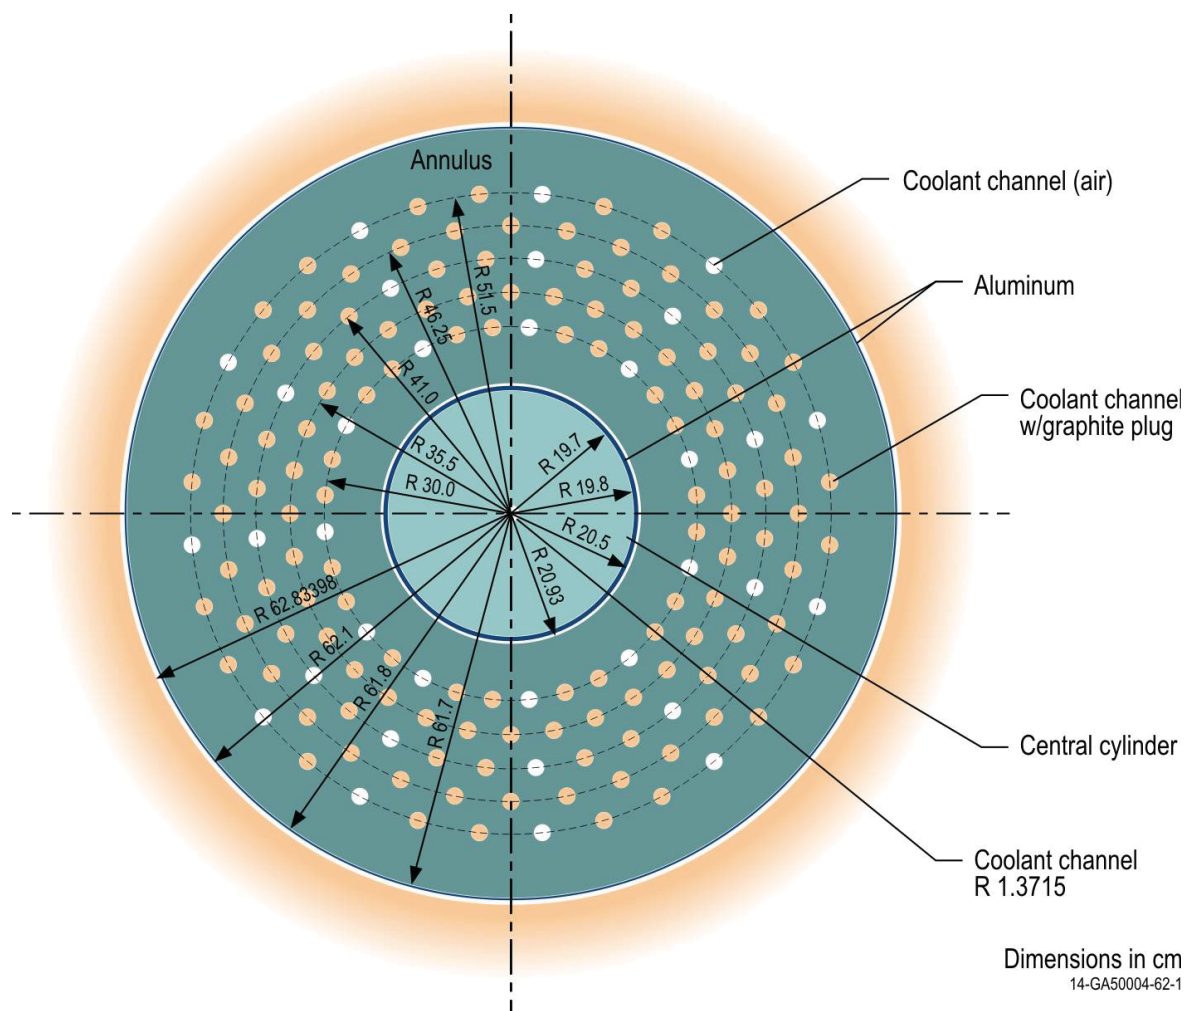 Annulus
Coolant channel (air)
Aluminum
Coolant channel
w/graphite plug
R 51.5
R 46.25
R 41.0
R 35.5
R 30.0
R 19.7
R 19.8
R 20.5
R 20.93
R 62.83398
R 62.1
R 61.8
R 61.7
Central cylinder
Coolant channel
R 1.3715
Dimensions in cm
14-GA50004-62-1